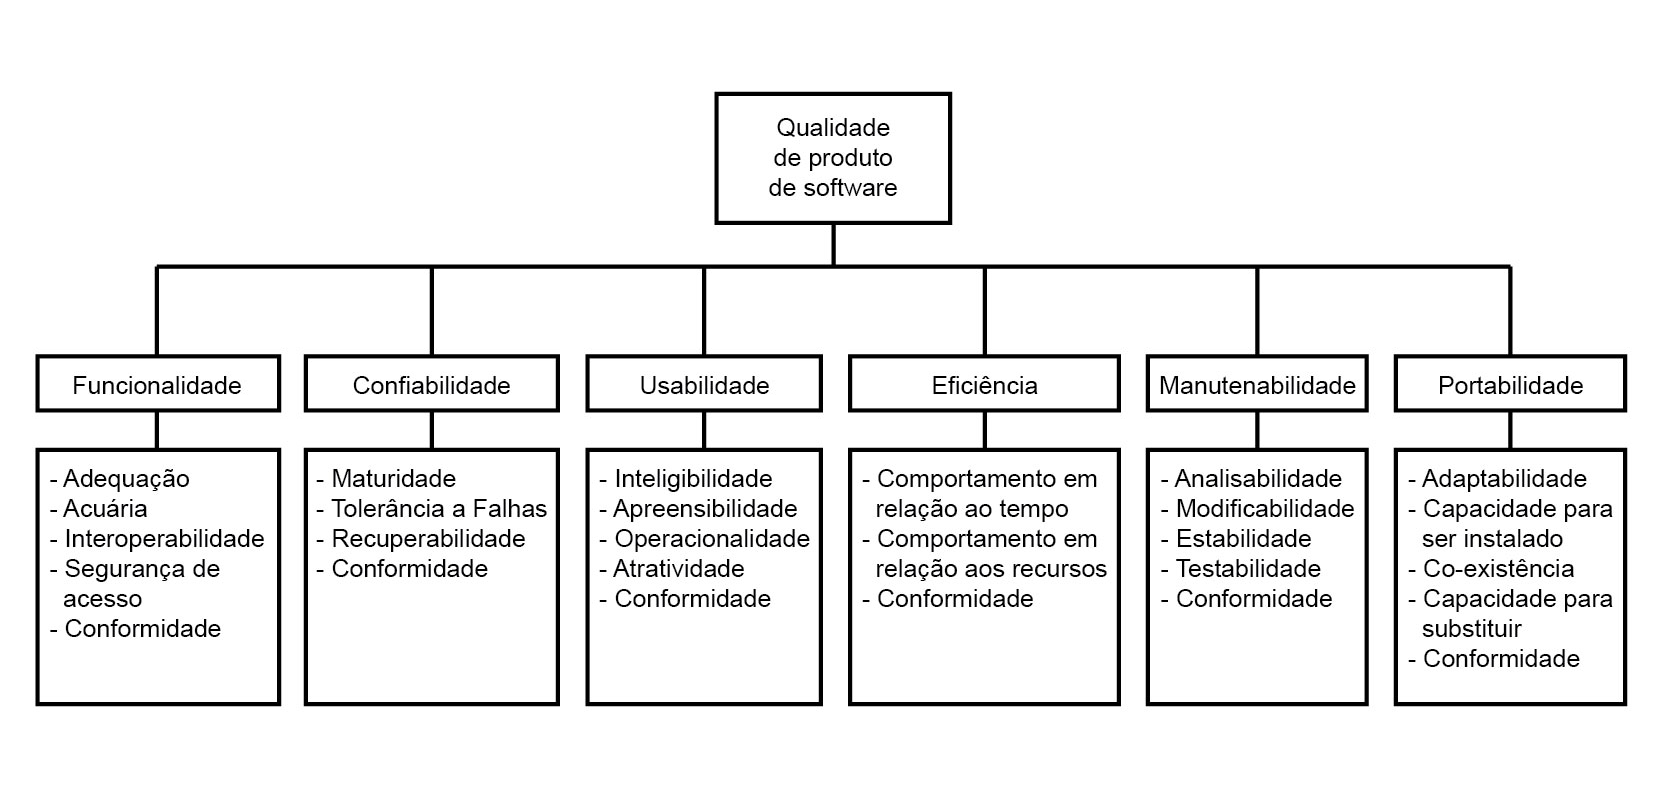 Qualidade
de produto
de software
Funcionalidade
Confiabilidade
Usabilidade
Eficiência
Manutenabilidade
Portabilidade
- Adequação
- Acuária
- Interoperabilidade
- Segurança de
acesso
- Conformidade
- Maturidade
- Tolerância a Falhas
- Recuperabilidade
- Conformidade
- Inteligibilidade
- Apreensibilidade
- Operacionalidade
- Atratividade
- Conformidade
- Comportamento em
relação ao tempo
- Comportamento em
relação aos recursos
- Conformidade
- Analisabilidade
- Modificabilidade
- Estabilidade
- Testabilidade
- Conformidade
- Adaptabilidade
- Capacidade para
ser instalado
- Co-existência
- Capacidade para
substituir
- Conformidade